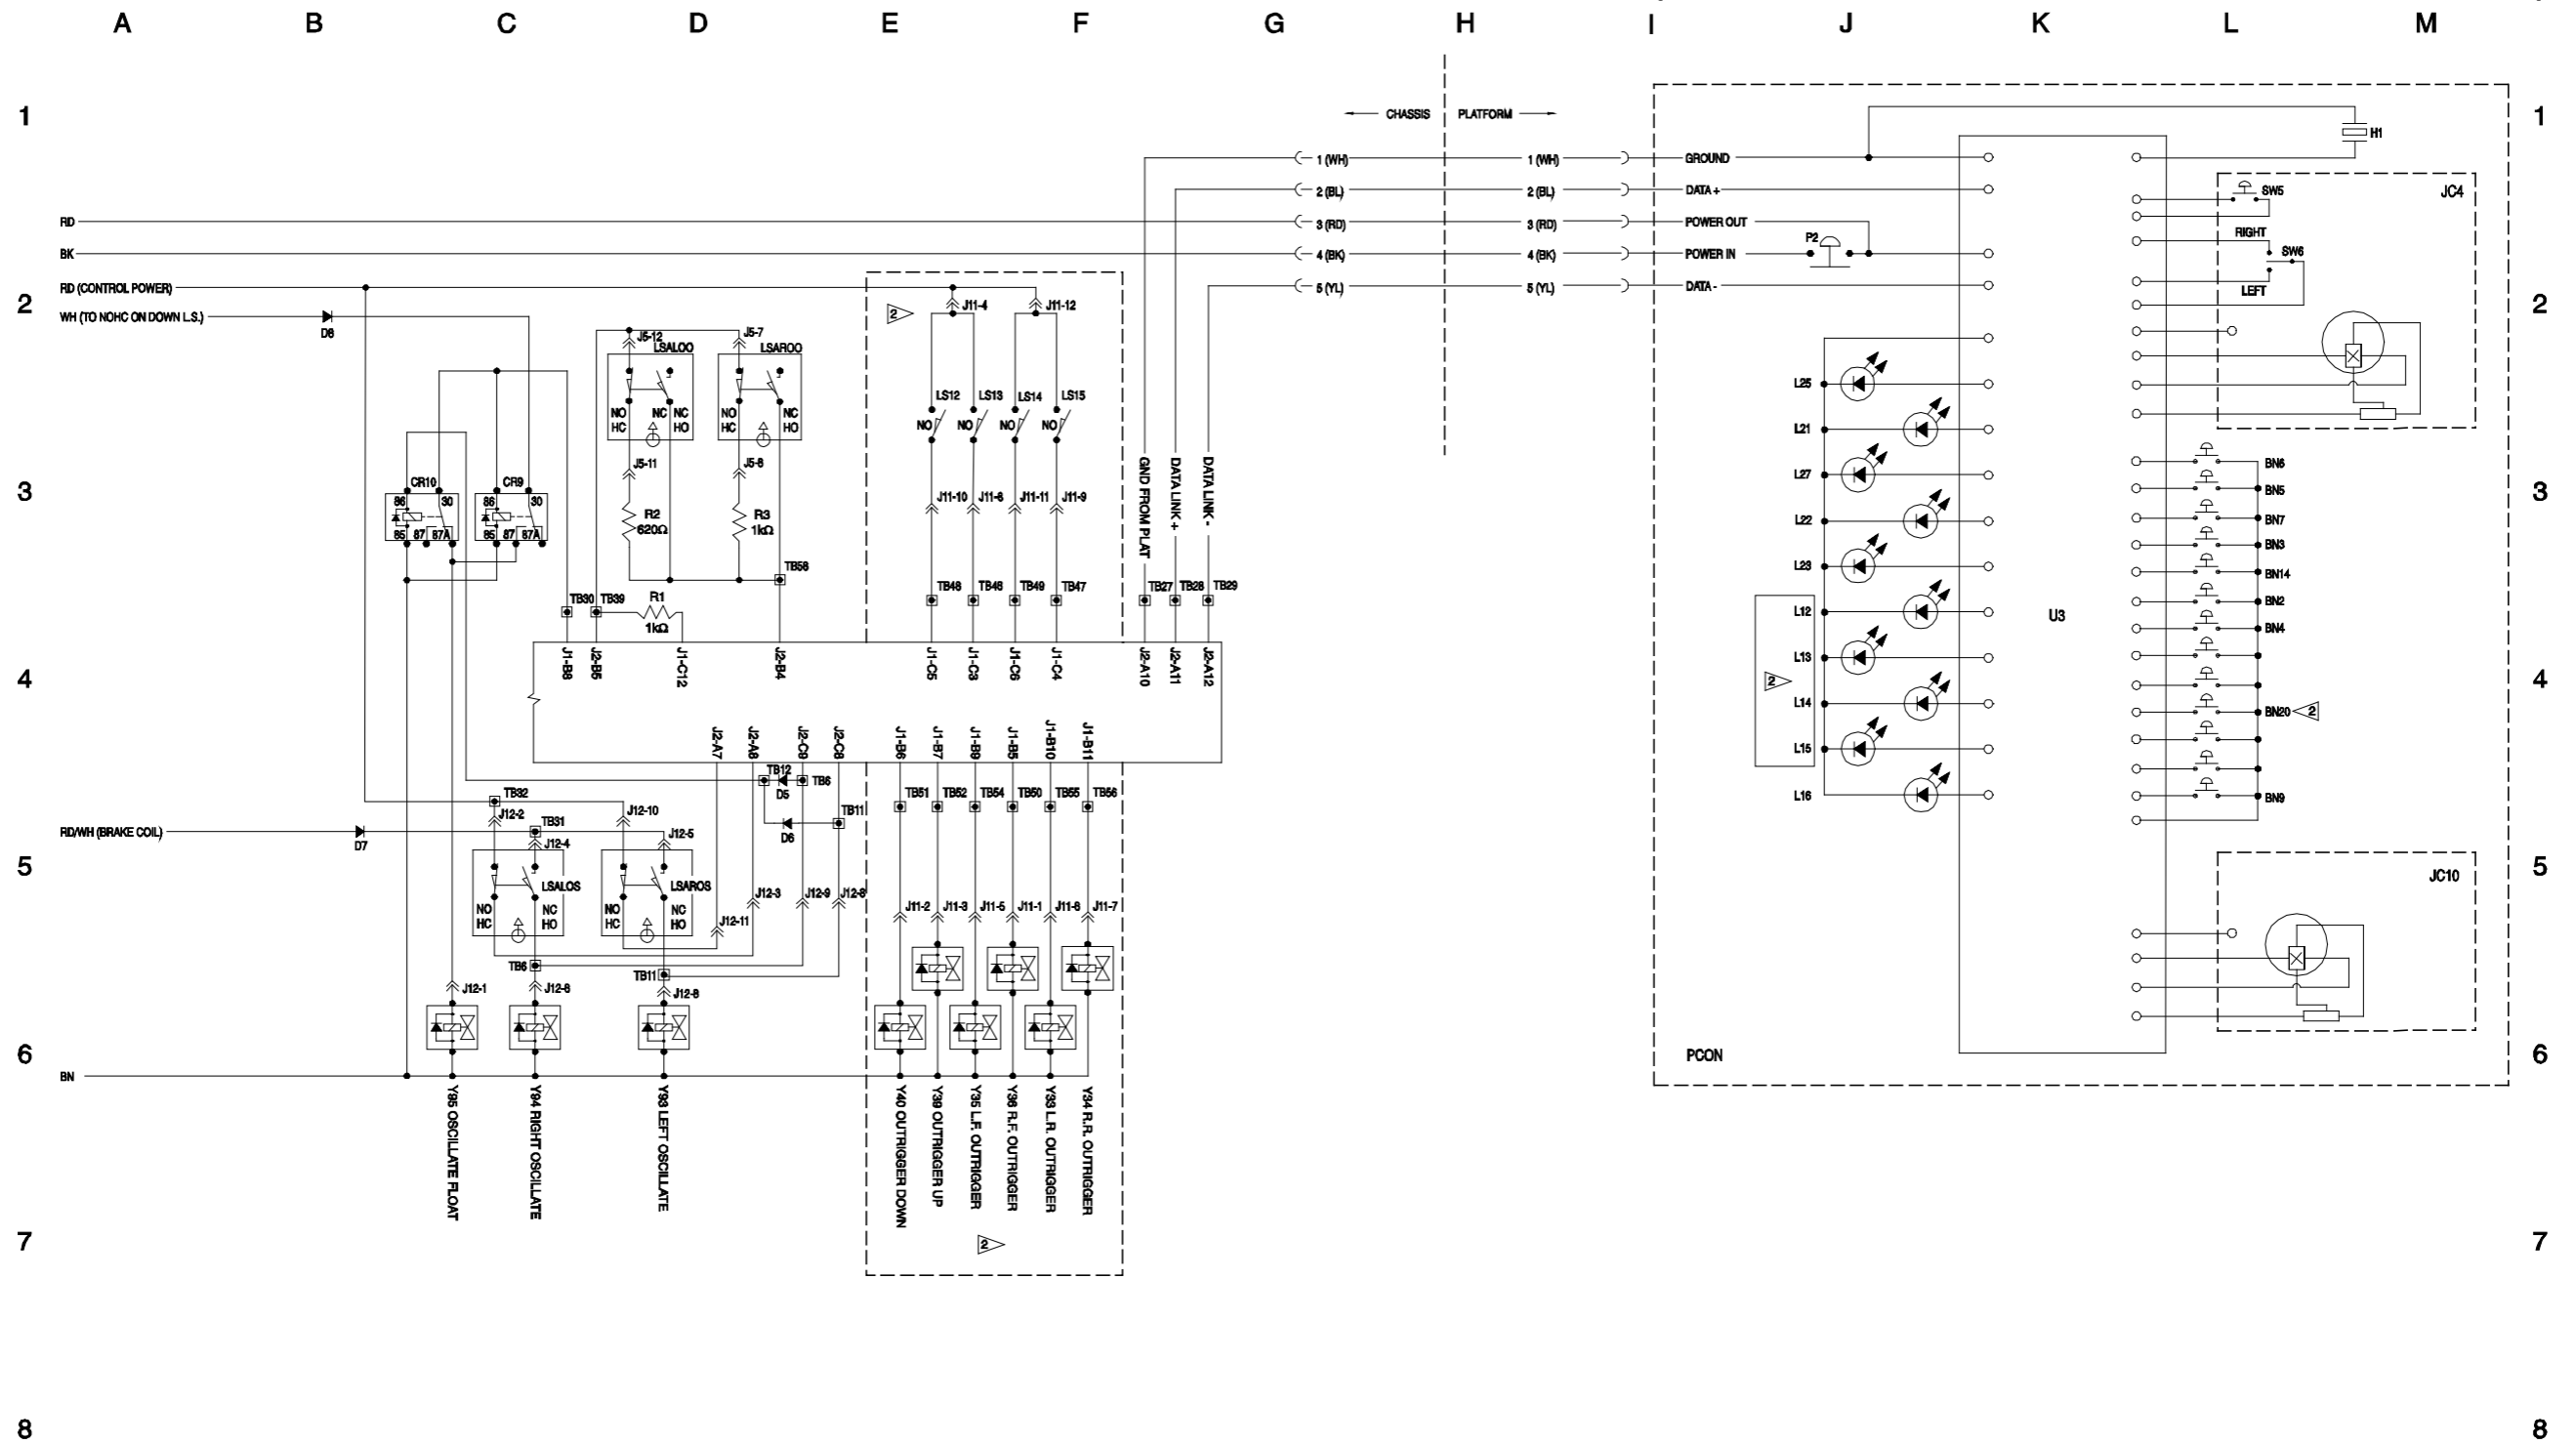 A B C D E F G H I J K L M
1 1
CHASSIS PLATFORM
H1
1 (WH) 1 (WH) GROUND
2 (BL) 2 (BL) DATA +
SW5 JC4
RD 3 (RD) 3 (RD) POWER OUT
RIGHT
P2
SW6
BK 4 (BK) 4 (BK) POWER IN
RD (CONTROL POWER) 5 (YL) 5 (YL) DATA -
LEFT
2 2
J11-4 J11-12
2
WH (TO NOHC ON DOWN L.S.)
D8
J5-12 J5-7
LSALOO LSAROO
L25
LS12 LS13 LS14 LS15
NO NC NC NO NC
HC HO HC HO
NO NO NO NO
L21
J5-11 J5-8
BN6
L27
CR10 CR9
3 3
BN5
86 30 86 30
J11-10 J11-8 J11-11 J11-9
GND FROM PLAT
DATA LINK +
DATA LINK -
R2
620Ω
R3
1kΩ
L22
BN7
85 87 87A 85 87 87A
BN3
TB58
L23
BN14
TB48 TB46 TB49 TB47 TB27 TB28 TB29
TB30 TB39
R1
1kΩ
BN2
L12
U3
BN4
J1-B8
J2-B5
J1-C12
J2-B4
J1-C5
J1-C3
J1-C6
J1-C4
J2-A10
J2-A11
J2-A12
L13
4 4
2
L14
BN20 2
J2-A7
J2-A8
J2-C9
J2-C8
J1-B6
J1-B7
J1-B9
J1-B5
J1-B10
J1-B11
L15
TB12 TB6
D5
L16
BN9
TB32
TB51 TB52 TB54 TB50 TB55 TB56
J12-2 J12-10
TB11
RD/WH (BRAKE COIL)
D7
TB31
J12-5
D6
J12-4
5 5
JC10
LSALOS LSAROS
J12-3 J12-9 J12-8
NO NC NO NC
HC HO HC HO
J12-11
J11-2 J11-3 J11-5 J11-1 J11-6 J11-7
TB6
TB11
J12-1 J12-6 J12-8
6 6
PCON
BN
Y95 OSCILLATE FLOAT
Y94 RIGHT OSCILLATE
Y93 LEFT OSCILLATE
Y40 OUTRIGGER DOWN
Y39 OUTRIGGER UP
Y35 L.F. OUTRIGGER
Y36 R.F. OUTRIGGER
Y33 L.R. OUTRIGGER
Y34 R.R. OUTRIGGER
7 7
2
8 8